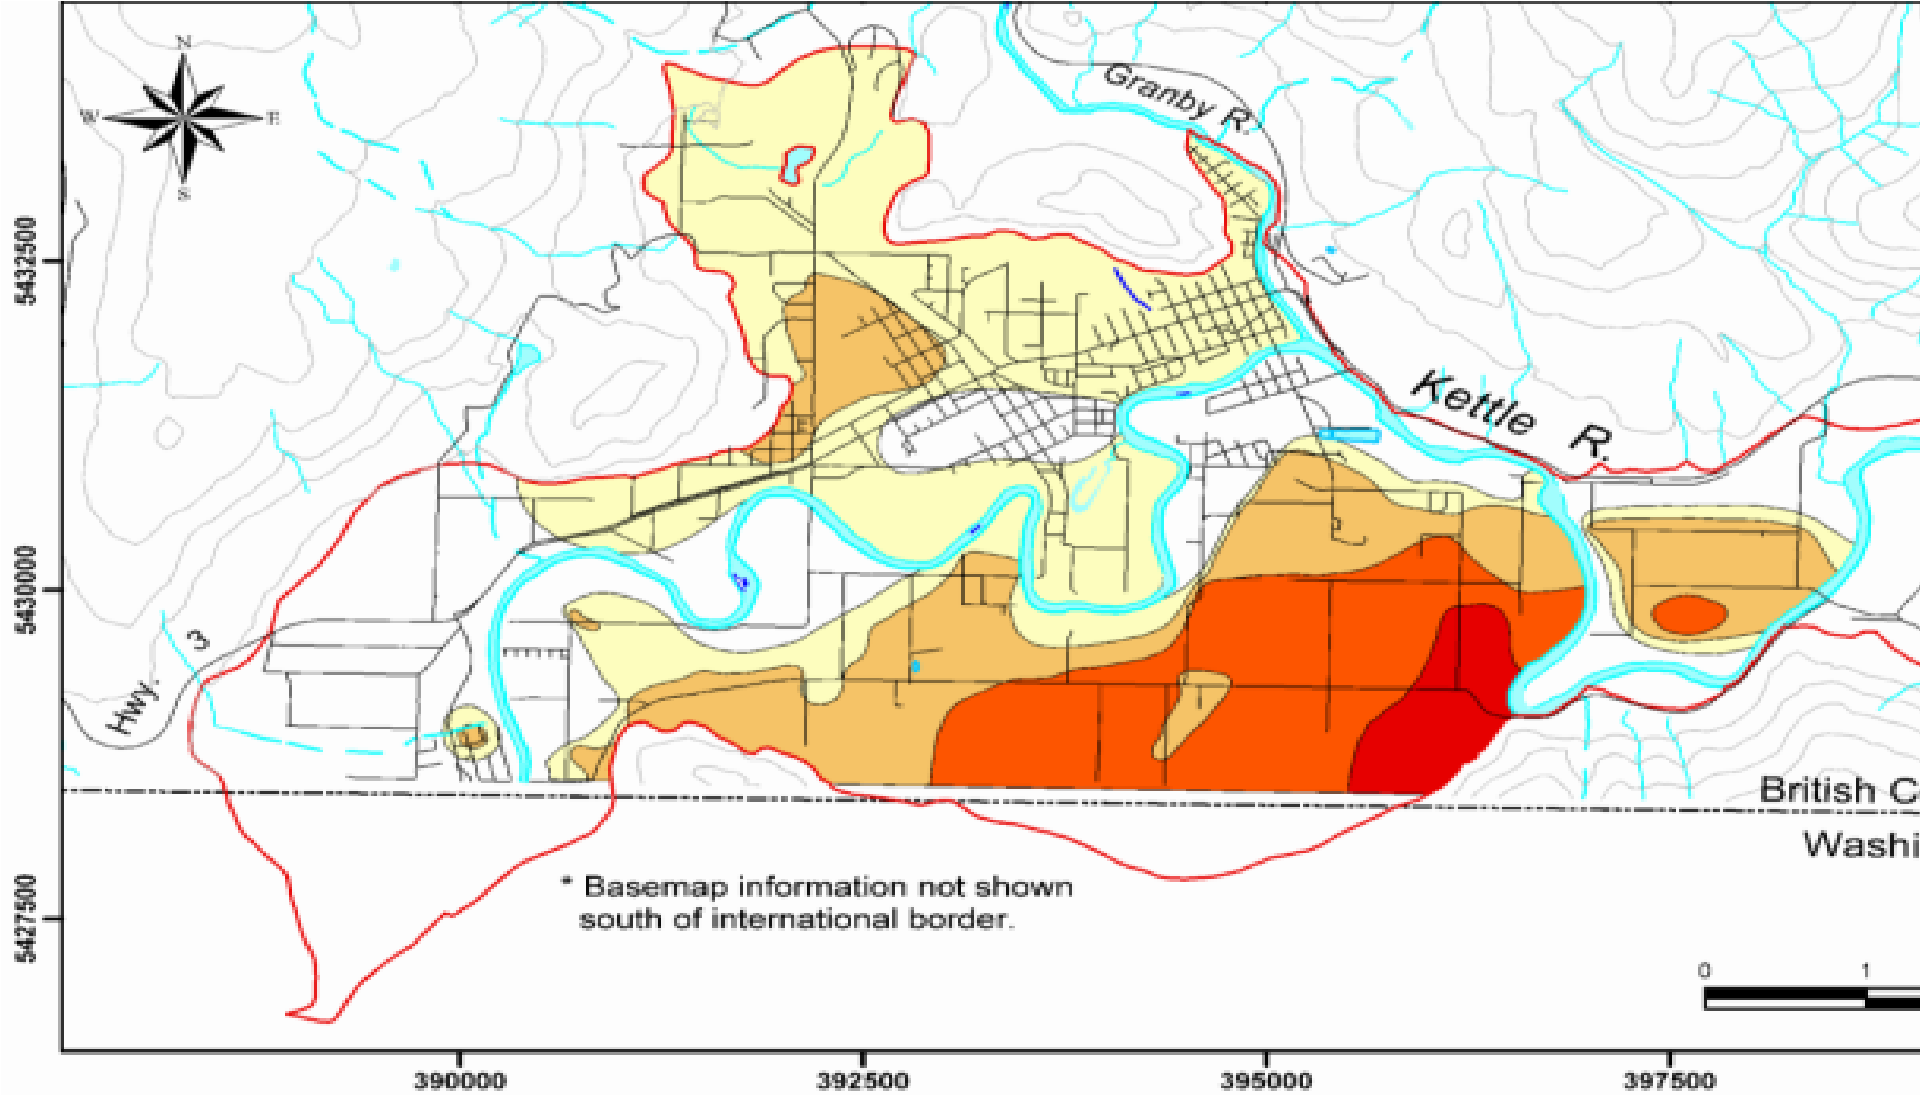 N
W
E
S
Granby R.
Kettle R.
Hwy. 3
British C
Washi
* Basemap information not shown
south of international border.
0 1
5432500
5430000
5427500
390000 392500 395000 397500